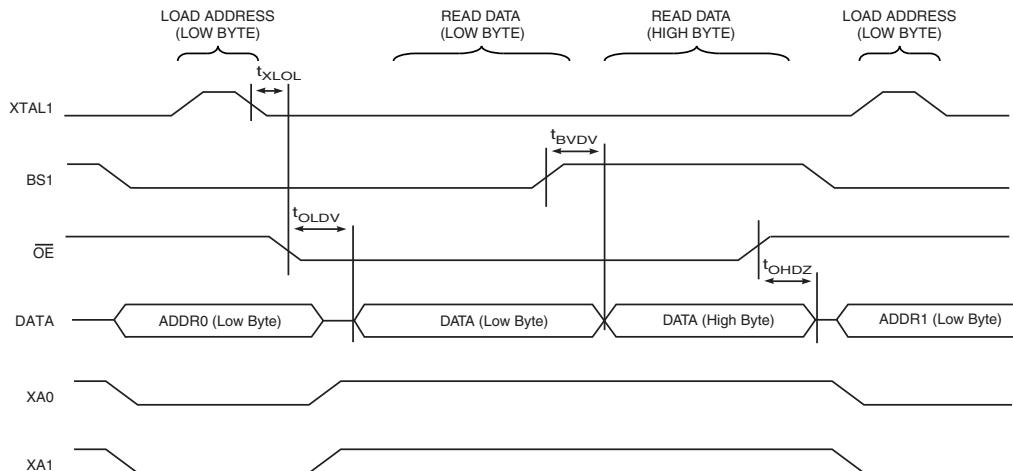 LOAD ADDRESS
(LOW BYTE)
READ DATA
(LOW BYTE)
READ DATA
(HIGH BYTE)
LOAD ADDRESS
(LOW BYTE)
tXLOL
XTAL1
tBVDV
BS1
tOLDV
OE
tOHDZ
DATA
ADDR0 (Low Byte)
DATA (Low Byte)
DATA (High Byte)
ADDR1 (Low Byte)
XA0
XA1